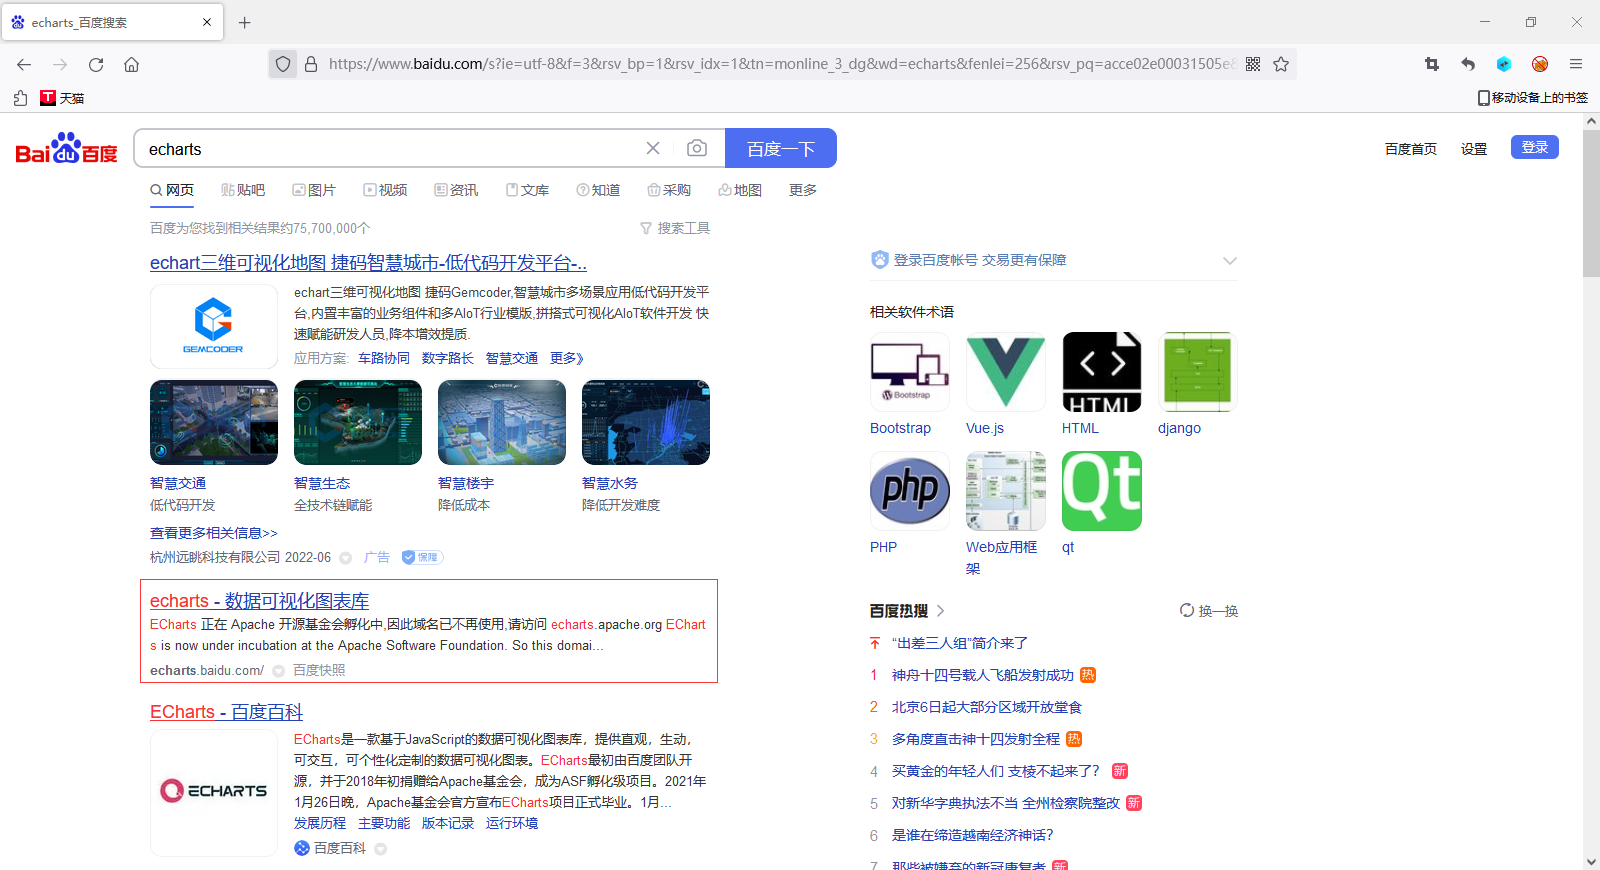 echarts_百度搜索
https://www.baidu.com/s?ie=utf-8&f=3&rsv_bp=1&rsv_idx=1&tn=monline_3_dg&wd=echarts&fenlei=256&rsv_pq=acce02e00031505e8
天猫
移动设备上的书签
Bai du 百度
echarts
百度一下
百度首页
设置
登录
网页
贴吧
图片
视频
资讯
文库
知道
采购
地图
更多
百度为您找到相关结果约75,700,000个
搜索工具
echart三维可视化地图 捷码智慧城市-低代码开发平台-..
GEMCODER
echart三维可视化地图 捷码Gemcoder,智慧城市多场景应用低代码开发平
台,内置丰富的业务组件和多AIoT行业模版,拼搭式可视化AIoT软件开发 快
速赋能研发人员,降本增效提质.
应用方案: 车路协同 数字路长 智慧交通 更多》
智慧交通
低代码开发
智慧生态
全技术链赋能
智慧楼宇
降低成本
智慧水务
降低开发难度
查看更多相关信息>>
杭州远眺科技有限公司 2022-06 广告 保障
echarts - 数据可视化图表库
ECharts 正在 Apache 开源基金会孵化中,因此域名已不再使用,请访问 echarts.apache.org EChart
s is now under incubation at the Apache Software Foundation. So this domai...
echarts.baidu.com/ 百度快照
ECharts - 百度百科
ECHARTS
ECharts是一款基于JavaScript的数据可视化图表库，提供直观，生动，
可交互，可个性化定制的数据可视化图表。ECharts最初由百度团队开
源，并于2018年初捐赠给Apache基金会，成为ASF孵化级项目。2021年
1月26日晚，Apache基金会官方宣布ECharts项目正式毕业。1月...
发展历程 主要功能 版本记录 运行环境
百度百科
登录百度帐号 交易更有保障
相关软件术语
Bootstrap
HTML
Bootstrap
Vue.js
HTML
django
php
Qt
PHP
Web应用框
架
qt
百度热搜
换一换
“出差三人组”简介来了
1 神舟十四号载人飞船发射成功 热
2 北京6日起大部分区域开放堂食
3 多角度直击神十四发射全程 热
4 买黄金的年轻人们 支棱不起来了？ 新
5 对新华字典执法不当 全州检察院整改 新
6 是谁在缔造越南经济神话？
7 那些被嫌弃的新冠康复者 新